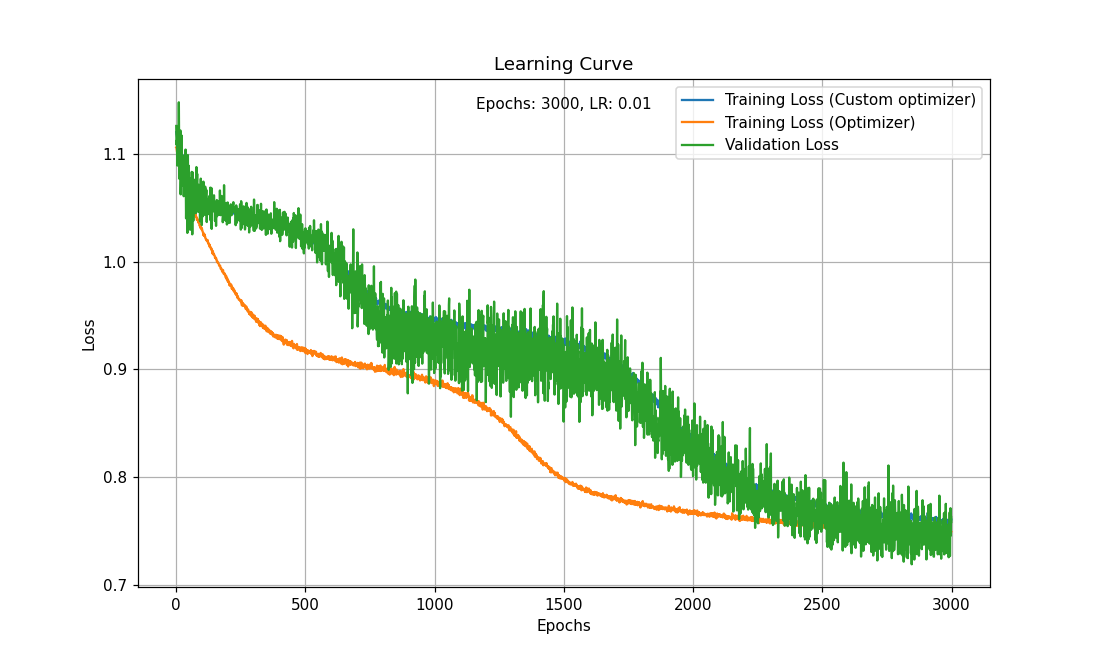 Learning Curve
Epochs: 3000, LR: 0.01
Training Loss (Custom optimizer)
Training Loss (Optimizer)
Validation Loss
Loss
1.1
1.0
0.9
0.8
0.7
0 500 1000 1500 2000 2500 3000
Epochs